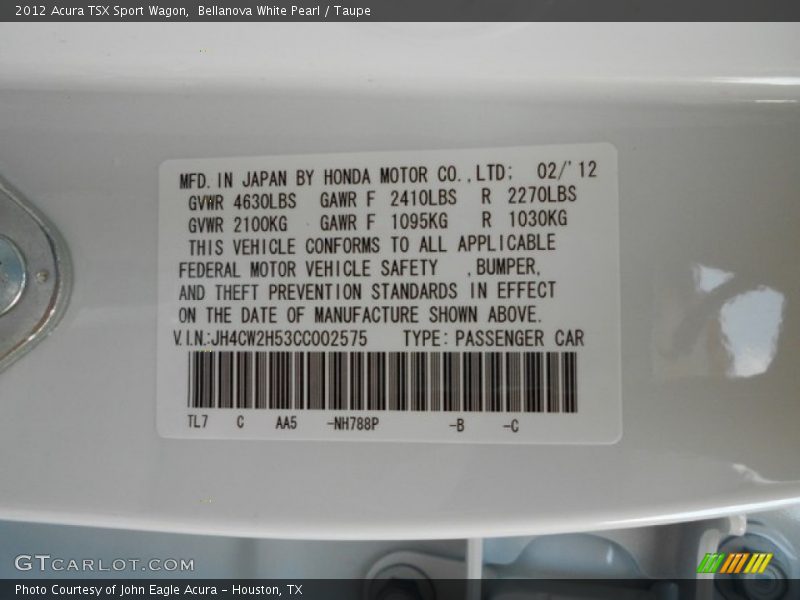 2012 Acura TSX Sport Wagon,  Bellanova White Pearl / Taupe
MFD. IN JAPAN BY HONDA MOTOR CO.,LTD; 02/'12
GVWR 4630LBS GAWR F 2410LBS R 2270LBS
GVWR 2100KG GAWR F 1095KG R 1030KG
THIS VEHICLE CONFORMS TO ALL APPLICABLE
FEDERAL MOTOR VEHICLE SAFETY ,BUMPER,
AND THEFT PREVENTION STANDARDS IN EFFECT
ON THE DATE OF MANUFACTURE SHOWN ABOVE.
V.I.N.:JH4CW2H53CC002575 TYPE: PASSENGER CAR
TL7 C AA5 -NH788P -B -C
GTCARLOT.COM
Photo Courtesy of John Eagle Acura - Houston, TX